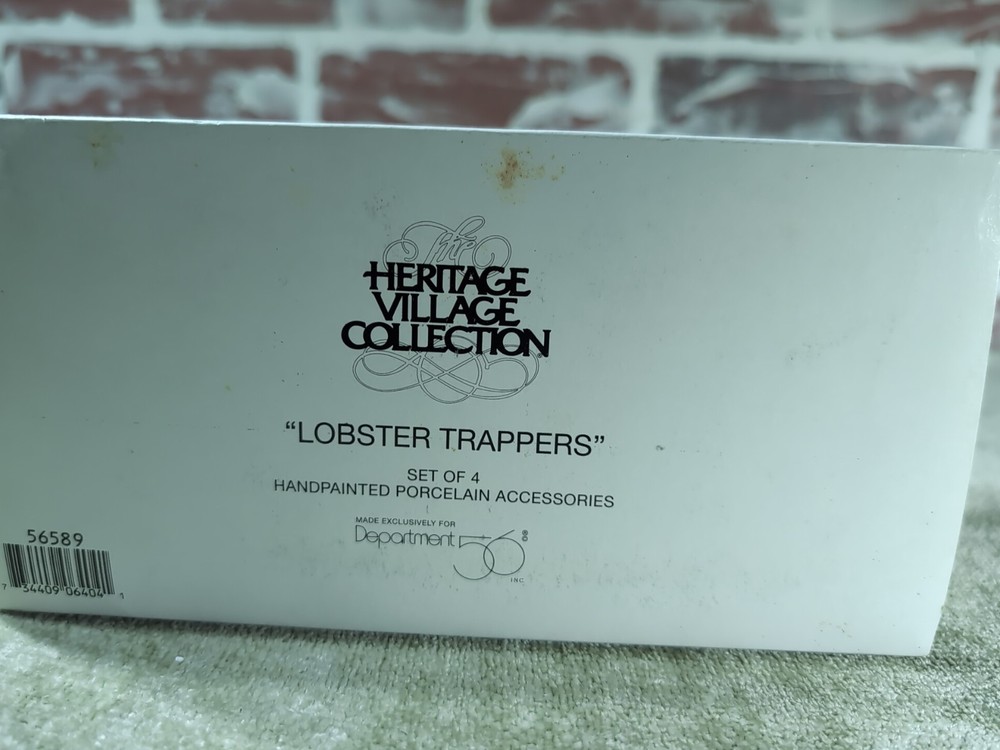 The
HERITAGE
VILLAGE
COLLECTION®
“LOBSTER TRAPPERS”
SET OF 4
HANDPAINTED PORCELAIN ACCESSORIES
MADE EXCLUSIVELY FOR
Department 56®
INC.
56589
7 34409 06404 1